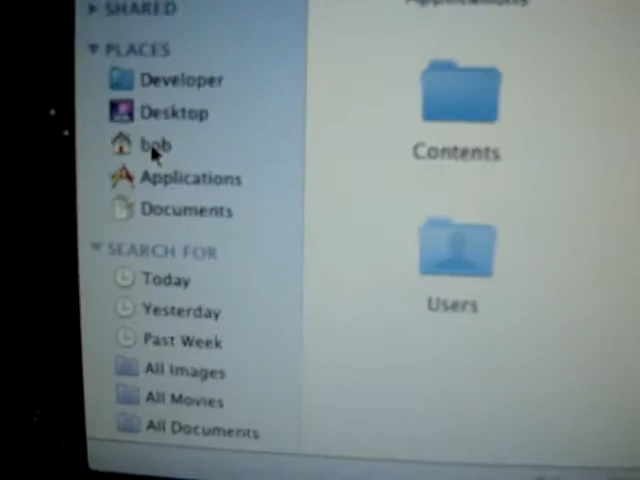 SHARED
Applications
PLACES
Developer
Desktop
bob
Applications
Documents
Contents
Users
SEARCH FOR
Today
Yesterday
Past Week
All Images
All Movies
All Documents